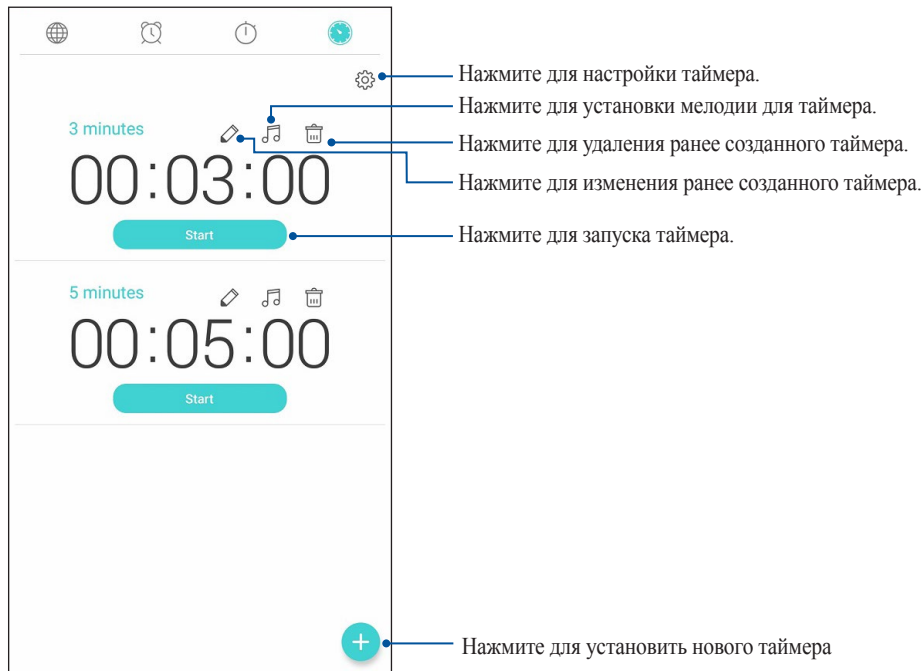 Нажмите для настройки таймера.
Нажмите для установки мелодии для таймера.
3 minutes
Нажмите для удаления ранее созданного таймера.
00:03:00
Нажмите для изменения ранее созданного таймера.
Start
Нажмите для запуска таймера.
5 minutes
00:05:00
Start
Нажмите для установить нового таймера